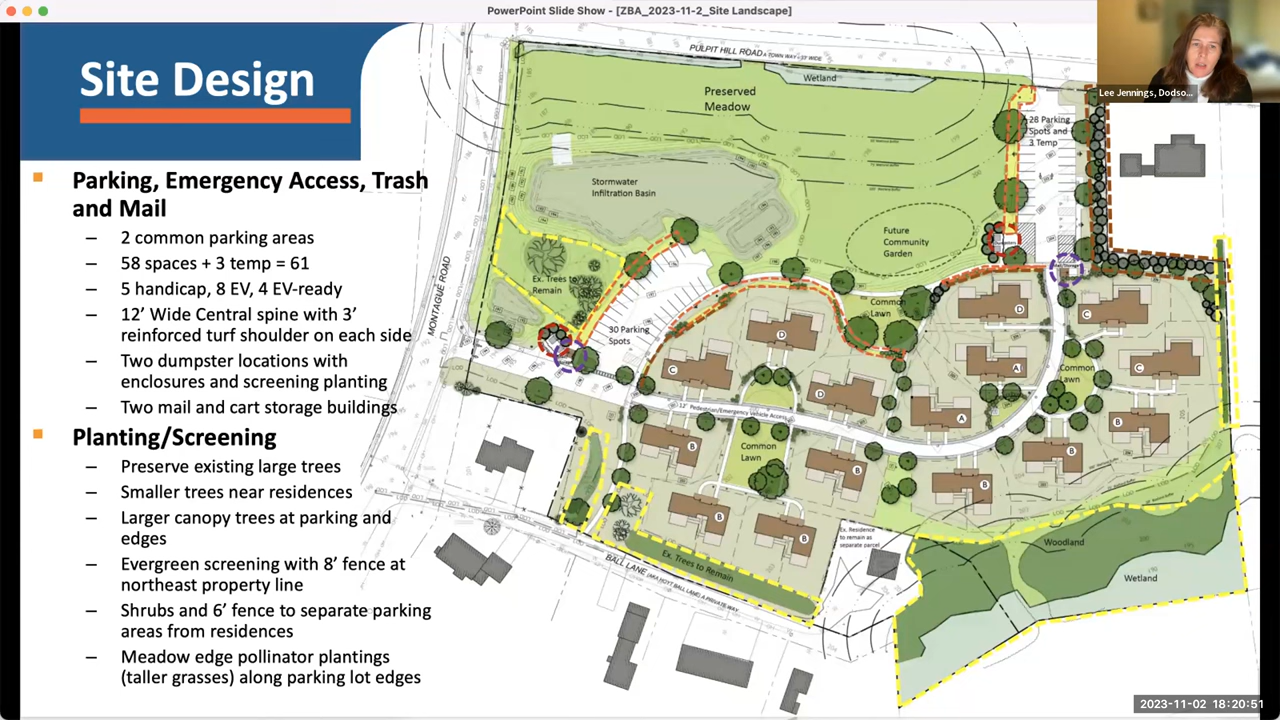 PowerPoint Slide Show - [ZBA_2023-11-2_Site Landscape]
Lee Jennings, Dodso...
Site Design
Parking, Emergency Access, Trash
and Mail
– 2 common parking areas
– 58 spaces + 3 temp = 61
– 5 handicap, 8 EV, 4 EV-ready
– 12’ Wide Central spine with 3’
reinforced turf shoulder on each side
– Two dumpster locations with
enclosures and screening planting
– Two mail and cart storage buildings
Planting/Screening
– Preserve existing large trees
– Smaller trees near residences
– Larger canopy trees at parking and
edges
– Evergreen screening with 8’ fence at
northeast property line
– Shrubs and 6’ fence to separate parking
areas from residences
– Meadow edge pollinator plantings
(taller grasses) along parking lot edges
PULPIT HILL ROAD
Wetland
Preserved
Meadow
28 Parking
Spots and
3 Temp
Stormwater
Infiltration Basin
Future
Community
Garden
MONTAGUE ROAD
Ex. Trees to
Remain
30 Parking
Spots
Common
Lawn
D
D
C
C
D
A
Common
Lawn
C
12' Pedestrian/Emergency Vehicle Access
A
B
B
Common
Lawn
B
B
B
B
B
Ex. Residence
to remain as
separate parcel
Ex. Trees to Remain
Woodland
Wetland
BALL LANE
2023-11-02 18:20:51